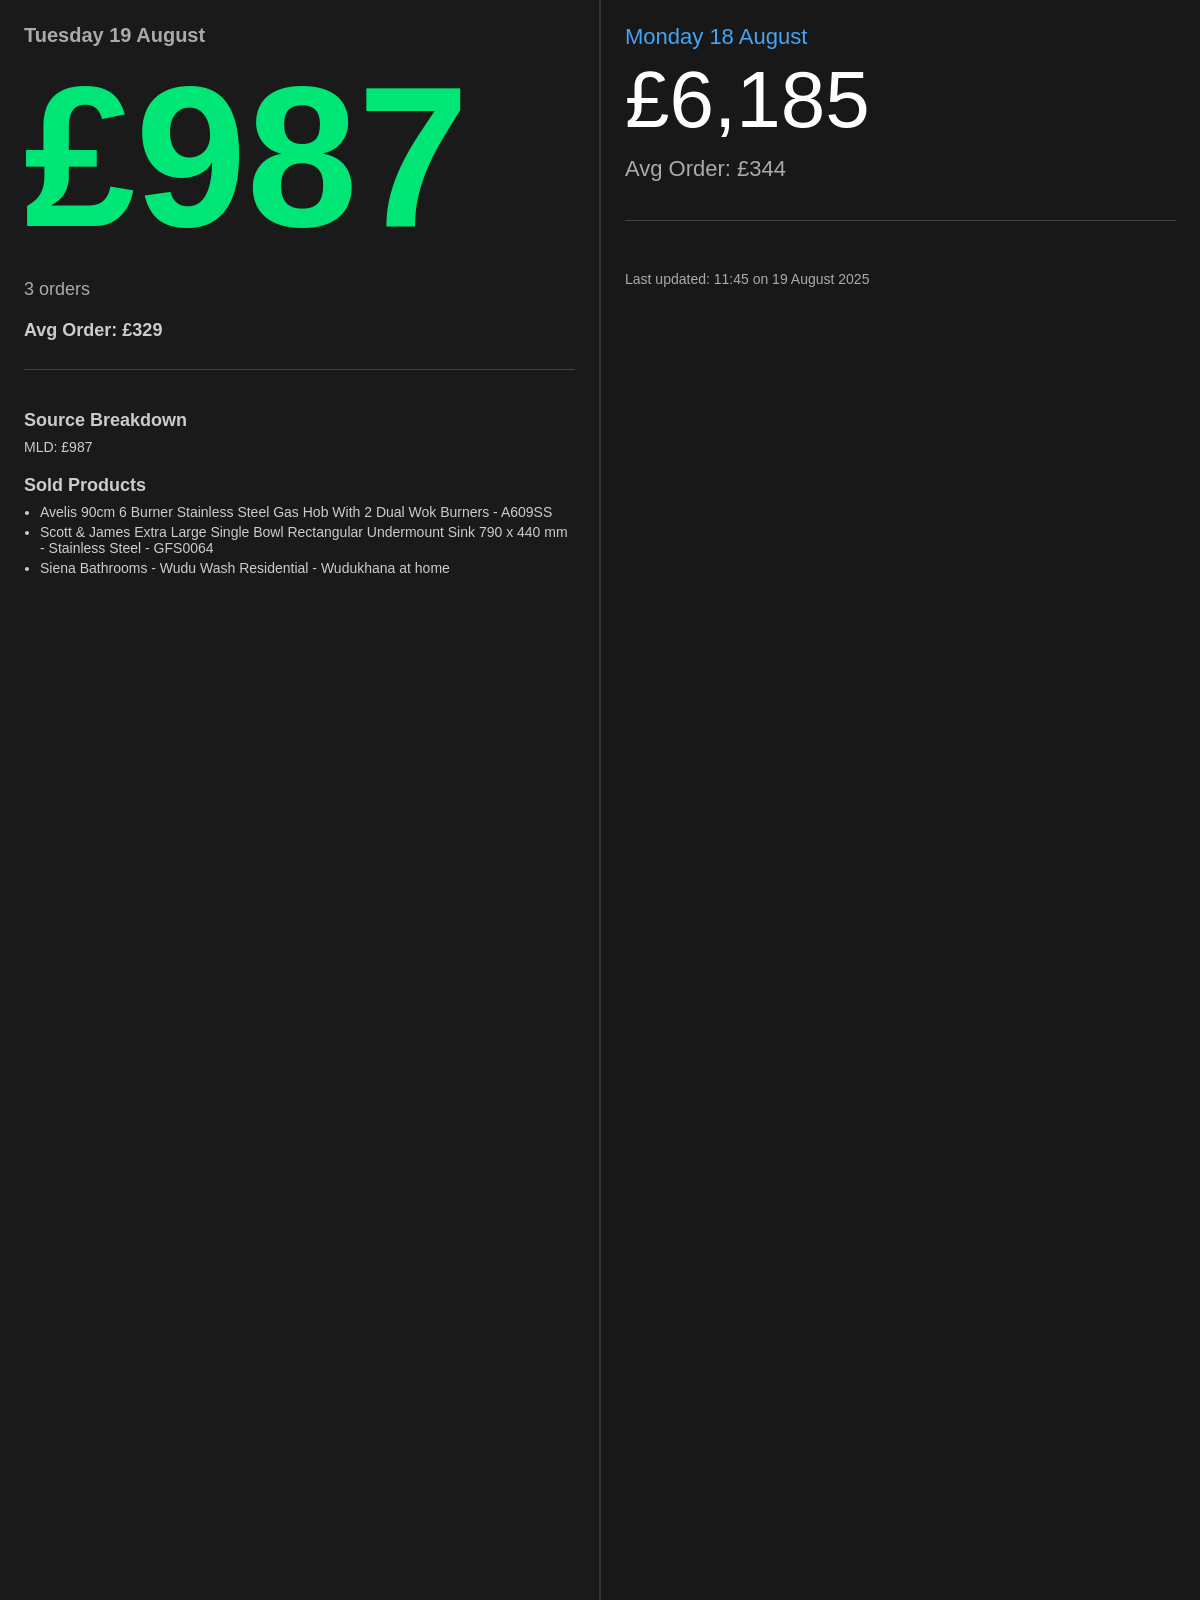 Tuesday 19 August
£987
3 orders
Avg Order: £329
Source Breakdown
MLD: £987
Sold Products
• Avelis 90cm 6 Burner Stainless Steel Gas Hob With 2 Dual Wok Burners - A609SS
• Scott & James Extra Large Single Bowl Rectangular Undermount Sink 790 x 440 mm
- Stainless Steel - GFS0064
• Siena Bathrooms - Wudu Wash Residential - Wudukhana at home
Monday 18 August
£6,185
Avg Order: £344
Last updated: 11:45 on 19 August 2025